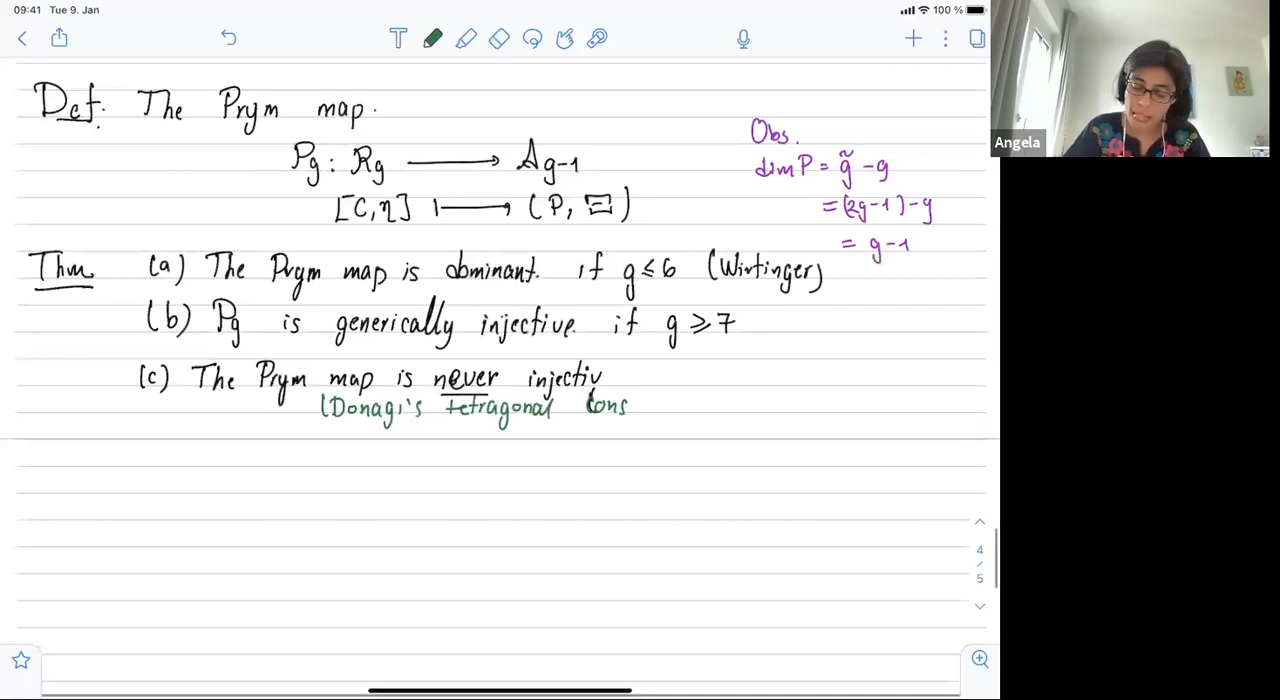 09:41 Tue 9. Jan
100 %
Def: The Prym map.
Angela
Pg : Rg ⟶ Ag-1
[C,η] ⟼ (P, Ξ)
Obs.
dim P = g̃ - g
= (2g-1) - g
= g-1
Thm (a) The Prym map is dominant. if g ≤ 6 (Wirtinger)
(b) Pg is generically injective. if g ≥ 7
(c) The Prym map is never injectiv
(Donagi's tetragonal cons
4
/
5